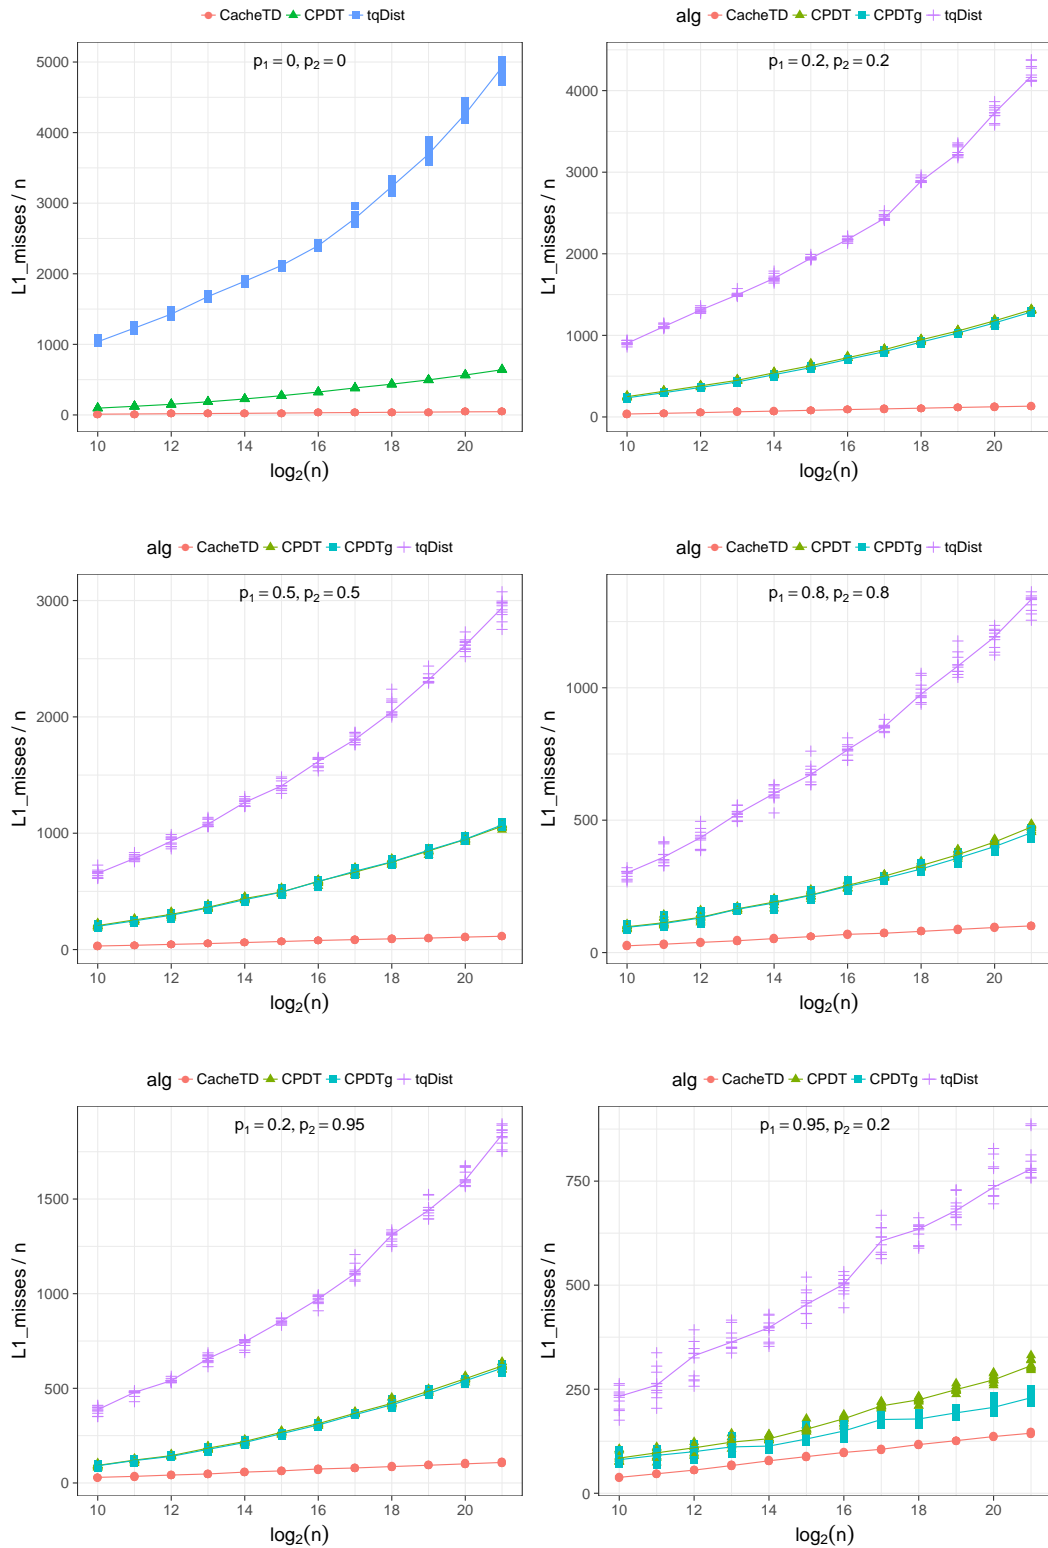 CacheTD CPDT tqDist
p1 = 0, p2 = 0
5000
4000
3000
2000
1000
0
L1_misses / n
10 12 14 16 18 20
log2(n)
alg CacheTD CPDT CPDTg tqDist
p1 = 0.2, p2 = 0.2
4000
3000
2000
1000
0
L1_misses / n
10 12 14 16 18 20
log2(n)
alg CacheTD CPDT CPDTg tqDist
p1 = 0.5, p2 = 0.5
3000
2000
1000
0
L1_misses / n
10 12 14 16 18 20
log2(n)
alg CacheTD CPDT CPDTg tqDist
p1 = 0.8, p2 = 0.8
1000
500
0
L1_misses / n
10 12 14 16 18 20
log2(n)
alg CacheTD CPDT CPDTg tqDist
p1 = 0.2, p2 = 0.95
1500
1000
500
0
L1_misses / n
10 12 14 16 18 20
log2(n)
alg CacheTD CPDT CPDTg tqDist
p1 = 0.95, p2 = 0.2
750
500
250
0
L1_misses / n
10 12 14 16 18 20
log2(n)